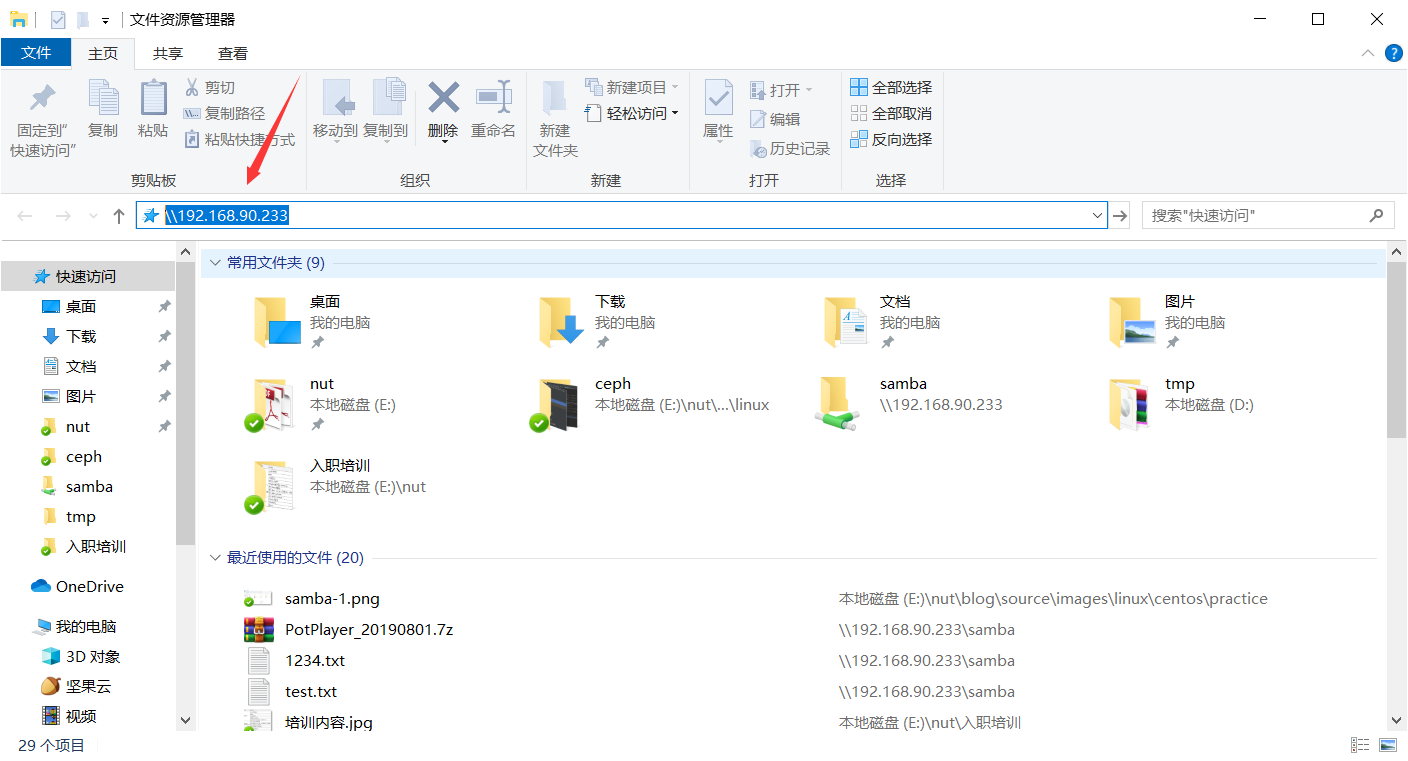 文件资源管理器
文件 主页 共享 查看
固定到“快速访问”
复制
粘贴
剪切
复制路径
粘贴快捷方式
剪贴板
移动到
复制到
删除
重命名
组织
新建文件夹
新建项目
轻松访问
新建
属性
打开
编辑
历史记录
打开
全部选择
全部取消
反向选择
选择
\\192.168.90.233
搜索"快速访问"
快速访问
桌面
下载
文档
图片
nut
ceph
samba
tmp
入职培训
OneDrive
我的电脑
3D 对象
坚果云
视频
常用文件夹 (9)
桌面
我的电脑
下载
我的电脑
文档
我的电脑
图片
我的电脑
nut
本地磁盘 (E:)
ceph
本地磁盘 (E:)\nut\...\linux
samba
\\192.168.90.233
tmp
本地磁盘 (D:)
入职培训
本地磁盘 (E:)\nut
最近使用的文件 (20)
samba-1.png 本地磁盘 (E:)\nut\blog\source\images\linux\centos\practice
PotPlayer_20190801.7z \\192.168.90.233\samba
1234.txt \\192.168.90.233\samba
test.txt \\192.168.90.233\samba
培训内容.jpg 本地磁盘 (E:)\nut\入职培训
29 个项目